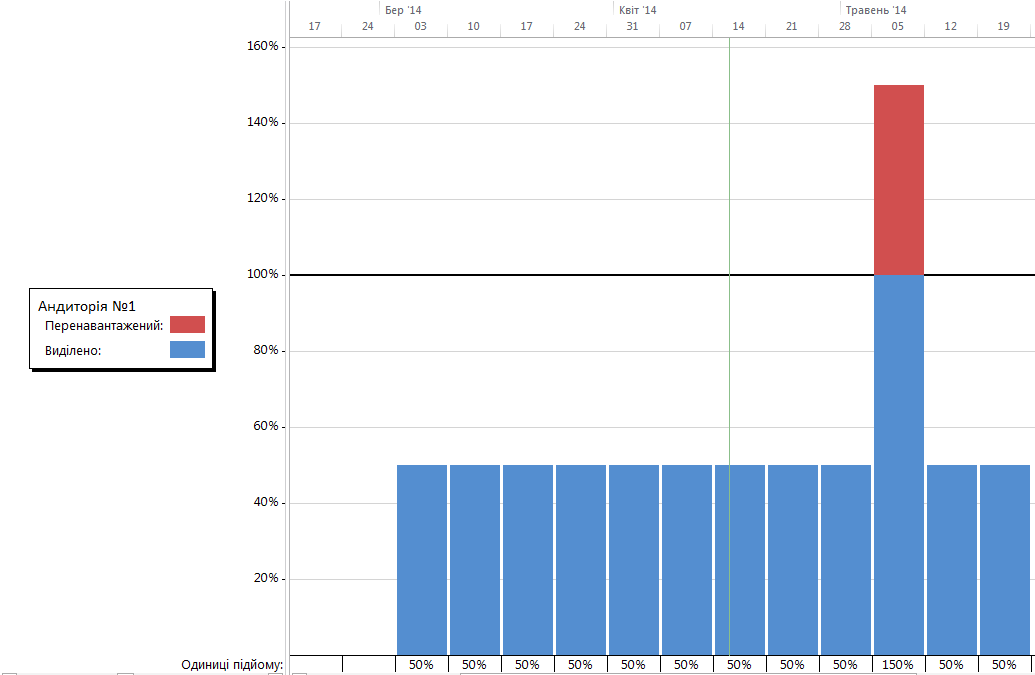 Бер '14 Квіт '14 Травень '14
17 24 03 10 17 24 31 07 14 21 28 05 12 19
160%
140%
120%
100%
80%
60%
40%
20%
Андиторія №1
Перенавантажений:
Виділено:
Одиниці підйому: 50% 50% 50% 50% 50% 50% 50% 50% 50% 150% 50% 50%